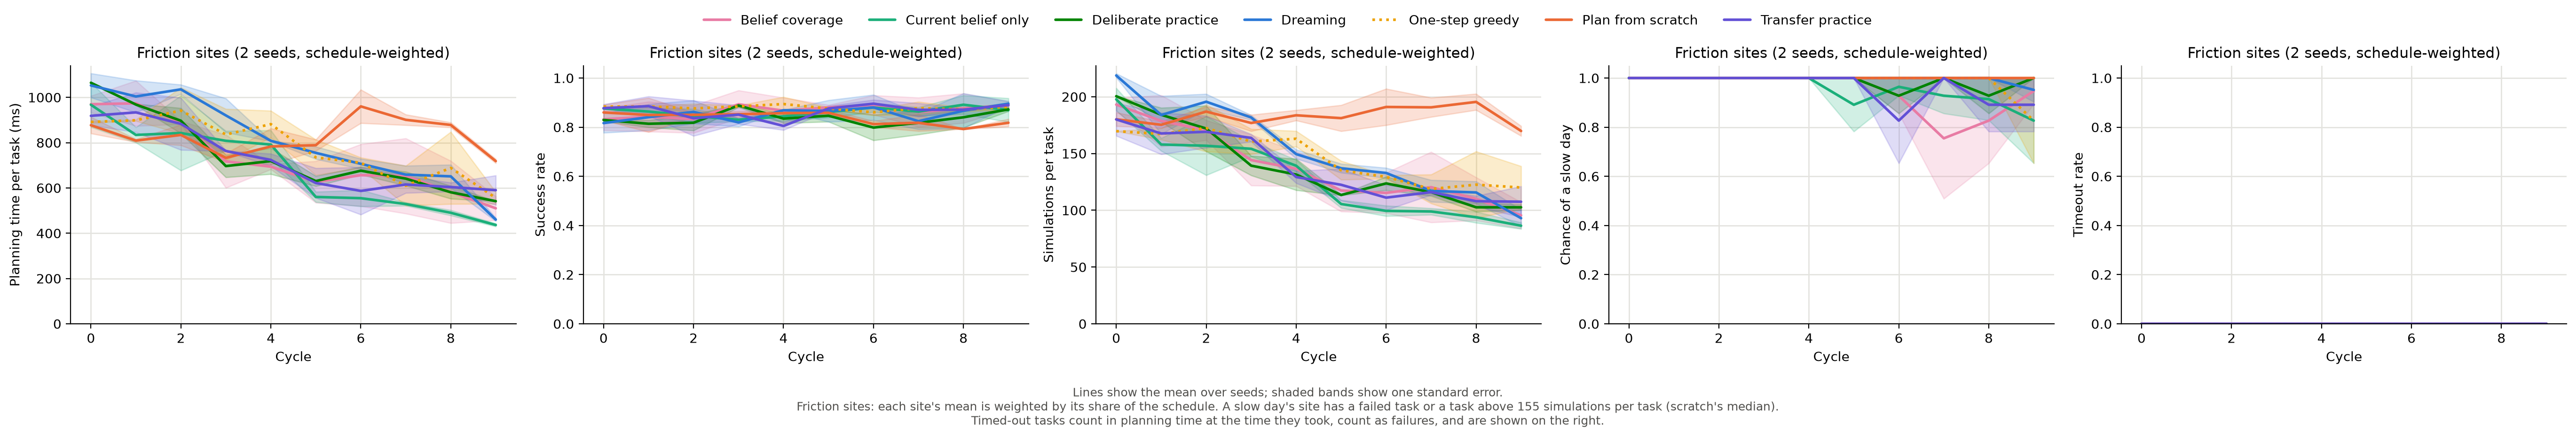 Belief coverage
Current belief only
Deliberate practice
Dreaming
One-step greedy
Plan from scratch
Transfer practice
Friction sites (2 seeds, schedule-weighted)
Planning time per task (ms)
1000
800
600
400
200
0
0 2 4 6 8
Cycle
Friction sites (2 seeds, schedule-weighted)
Success rate
1.0
0.8
0.6
0.4
0.2
0.0
0 2 4 6 8
Cycle
Friction sites (2 seeds, schedule-weighted)
Simulations per task
200
150
100
50
0
0 2 4 6 8
Cycle
Friction sites (2 seeds, schedule-weighted)
Chance of a slow day
1.0
0.8
0.6
0.4
0.2
0.0
0 2 4 6 8
Cycle
Friction sites (2 seeds, schedule-weighted)
Timeout rate
1.0
0.8
0.6
0.4
0.2
0.0
0 2 4 6 8
Cycle
Lines show the mean over seeds; shaded bands show one standard error.
Friction sites: each site's mean is weighted by its share of the schedule. A slow day's site has a failed task or a task above 155 simulations per task (scratch's median).
Timed-out tasks count in planning time at the time they took, count as failures, and are shown on the right.